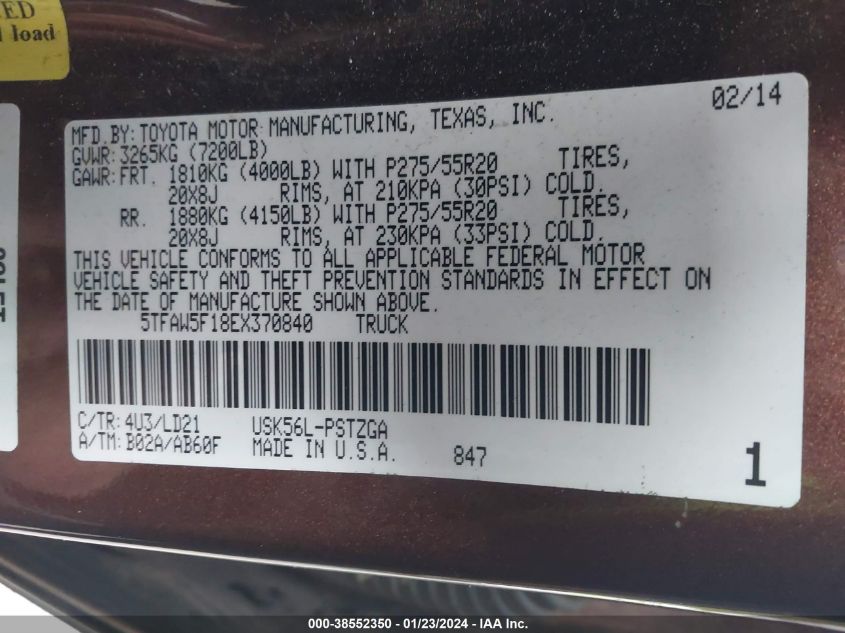 ED
load
02/14
MFD.BY: TOYOTA MOTOR MANUFACTURING, TEXAS, INC.
GVWR: 3265KG (7200LB)
GAWR: FRT. 1810KG (4000LB) WITH P275/55R20 TIRES,
20X8J RIMS, AT 210KPA (30PSI) COLD.
RR. 1880KG (4150LB) WITH P275/55R20 TIRES,
20X8J RIMS, AT 230KPA (33PSI) COLD.
THIS VEHICLE CONFORMS TO ALL APPLICABLE FEDERAL MOTOR
VEHICLE SAFETY AND THEFT PREVENTION STANDARDS IN EFFECT ON
THE DATE OF MANUFACTURE SHOWN ABOVE.
5TFAW5F18EX370840 TRUCK
C/TR: 4U3/LD21 USK56L-PSTZGA
A/TM: B02A/AB60F MADE IN U.S.A. 847
1
000-38552350 - 01/23/2024 - IAAI.com